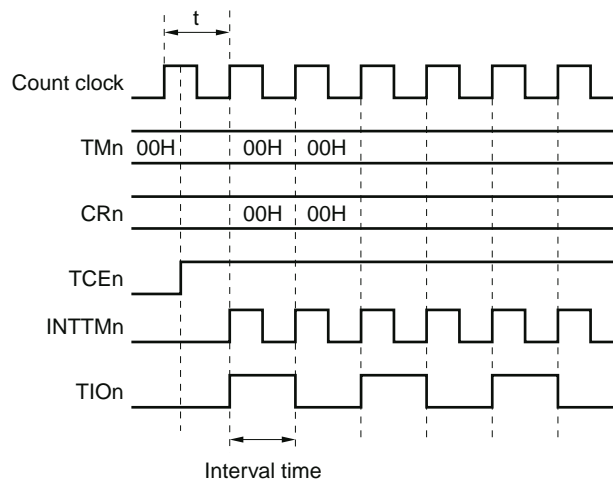 t
Count clock
TMn 00H 00H 00H
CRn 00H 00H
TCEn
INTTMn
TIOn
Interval time